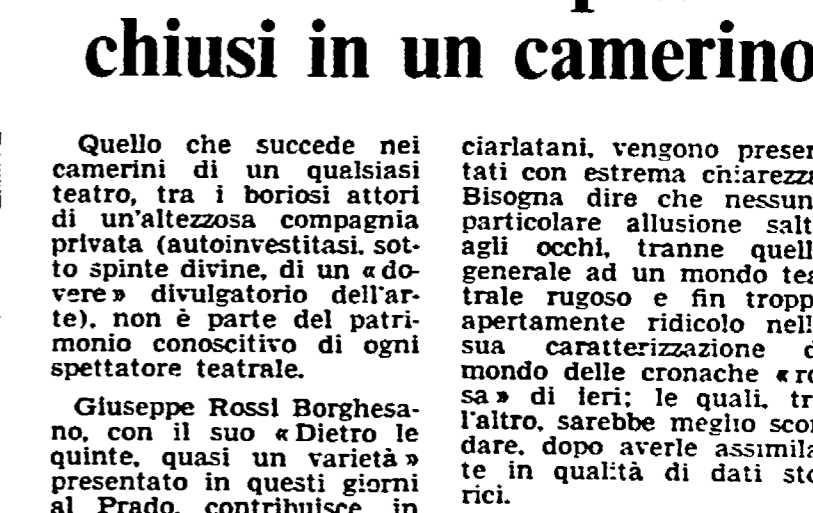 chiusi in un camerino
Quello che succede nei
camerini di un qualsiasi
teatro, tra i boriosi attori
di un'altezzosa compagnia
privata (autoinvestitasi, sot-
to spinte divine, di un « do-
vere » divulgatorio dell'ar-
te), non è parte del patri-
monio conoscitivo di ogni
spettatore teatrale.
Giuseppe Rossi Borghesa-
no, con il suo « Dietro le
quinte, quasi un varietà »
presentato in questi giorni
al Prado, contribuisce in
ciarlatani, vengono presen
tati con estrema chiarezza
Bisogna dire che nessun
particolare allusione salt
agli occhi, tranne quell
generale ad un mondo tea
trale rugoso e fin tropp
apertamente ridicolo nell
sua caratterizzazione d
mondo delle cronache « ro
sa » di ieri; le quali, tr
l'altro, sarebbe meglio scor
dare, dopo averle assimila
te in qualità di dati sto
rici.